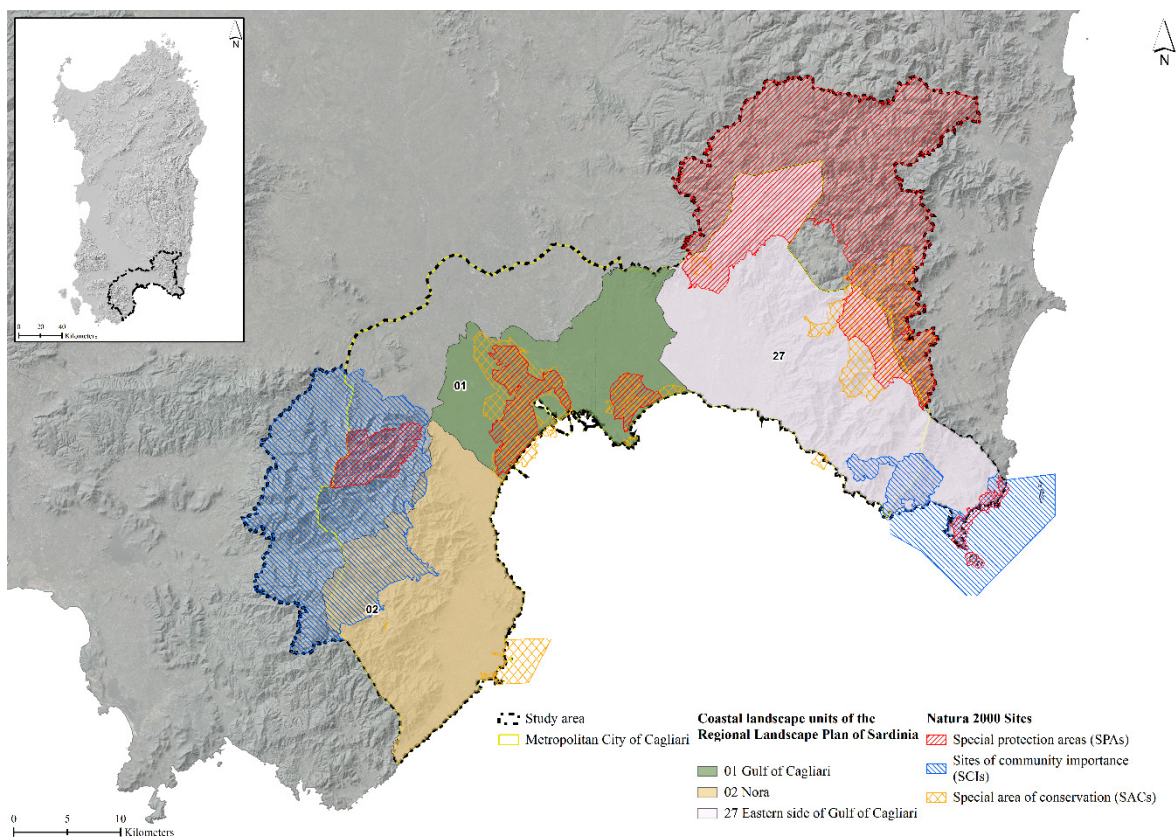 N
0 20 40
Kilometers
N
27
01
02
Study area
Metropolitan City of Cagliari
Coastal landscape units of the
Regional Landscape Plan of Sardinia
01 Gulf of Cagliari
02 Nora
27 Eastern side of Gulf of Cagliari
Natura 2000 Sites
Special protection areas (SPAs)
Sites of community importance
(SCIs)
Special area of conservation (SACs)
0 5 10
Kilometers